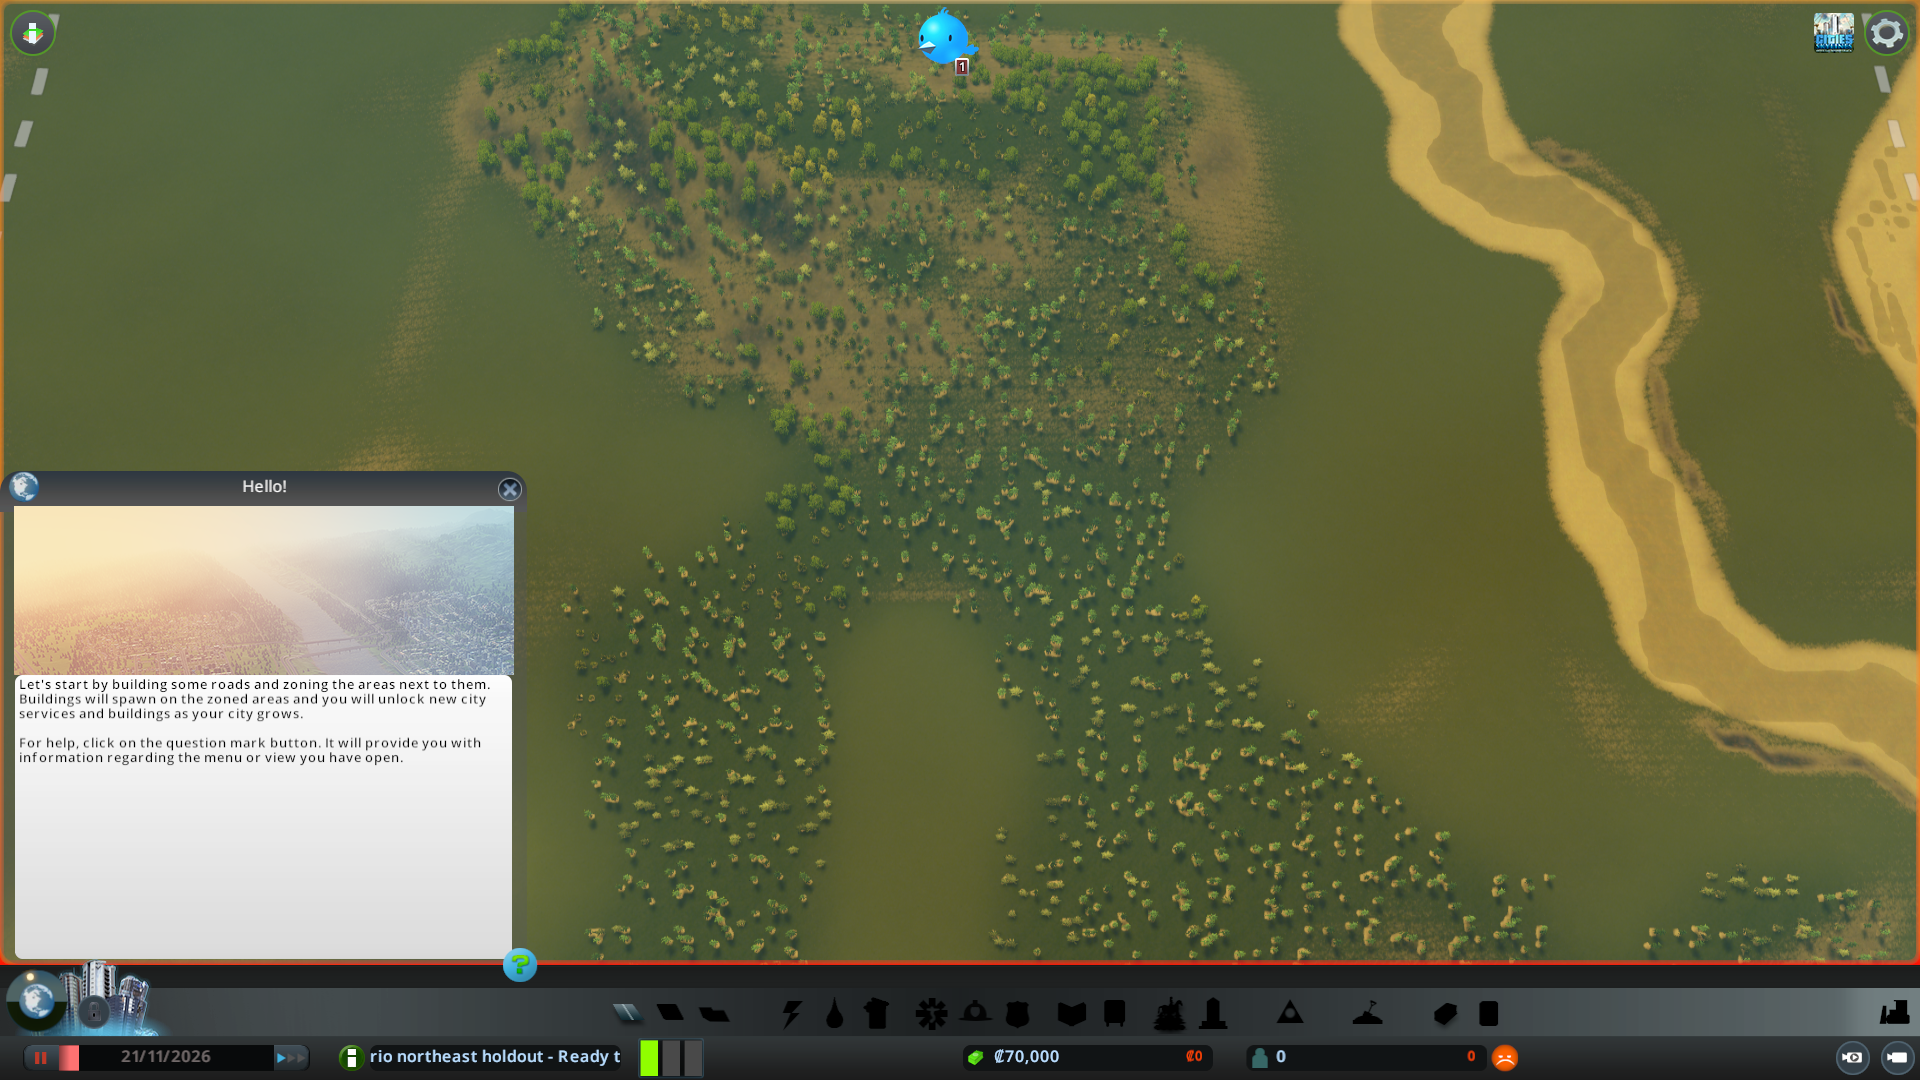 1
CITIES
Hello!
Let's start by building some roads and zoning the areas next to them.
Buildings will spawn on the zoned areas and you will unlock new city
services and buildings as your city grows.
For help, click on the question mark button. It will provide you with
information regarding the menu or view you have open.
?
21/11/2026
rio northeast holdout - Ready t
₡70,000
₡0
0
0